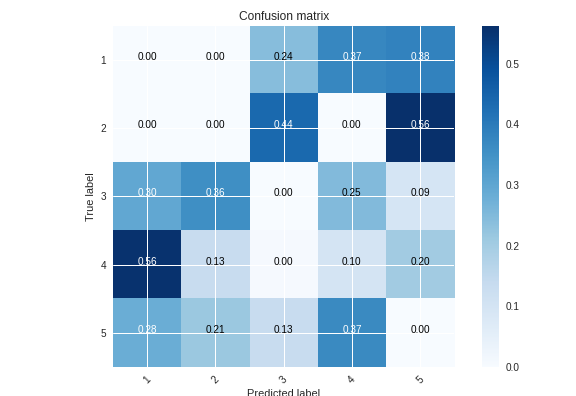 Confusion matrix
1 0.00 0.00 0.24 0.37 0.38
2 0.00 0.00 0.44 0.00 0.56
3 0.30 0.36 0.00 0.25 0.09
4 0.56 0.13 0.00 0.10 0.20
5 0.28 0.21 0.13 0.37 0.00
1 2 3 4 5
True label
Predicted label
0.5
0.4
0.3
0.2
0.1
0.0